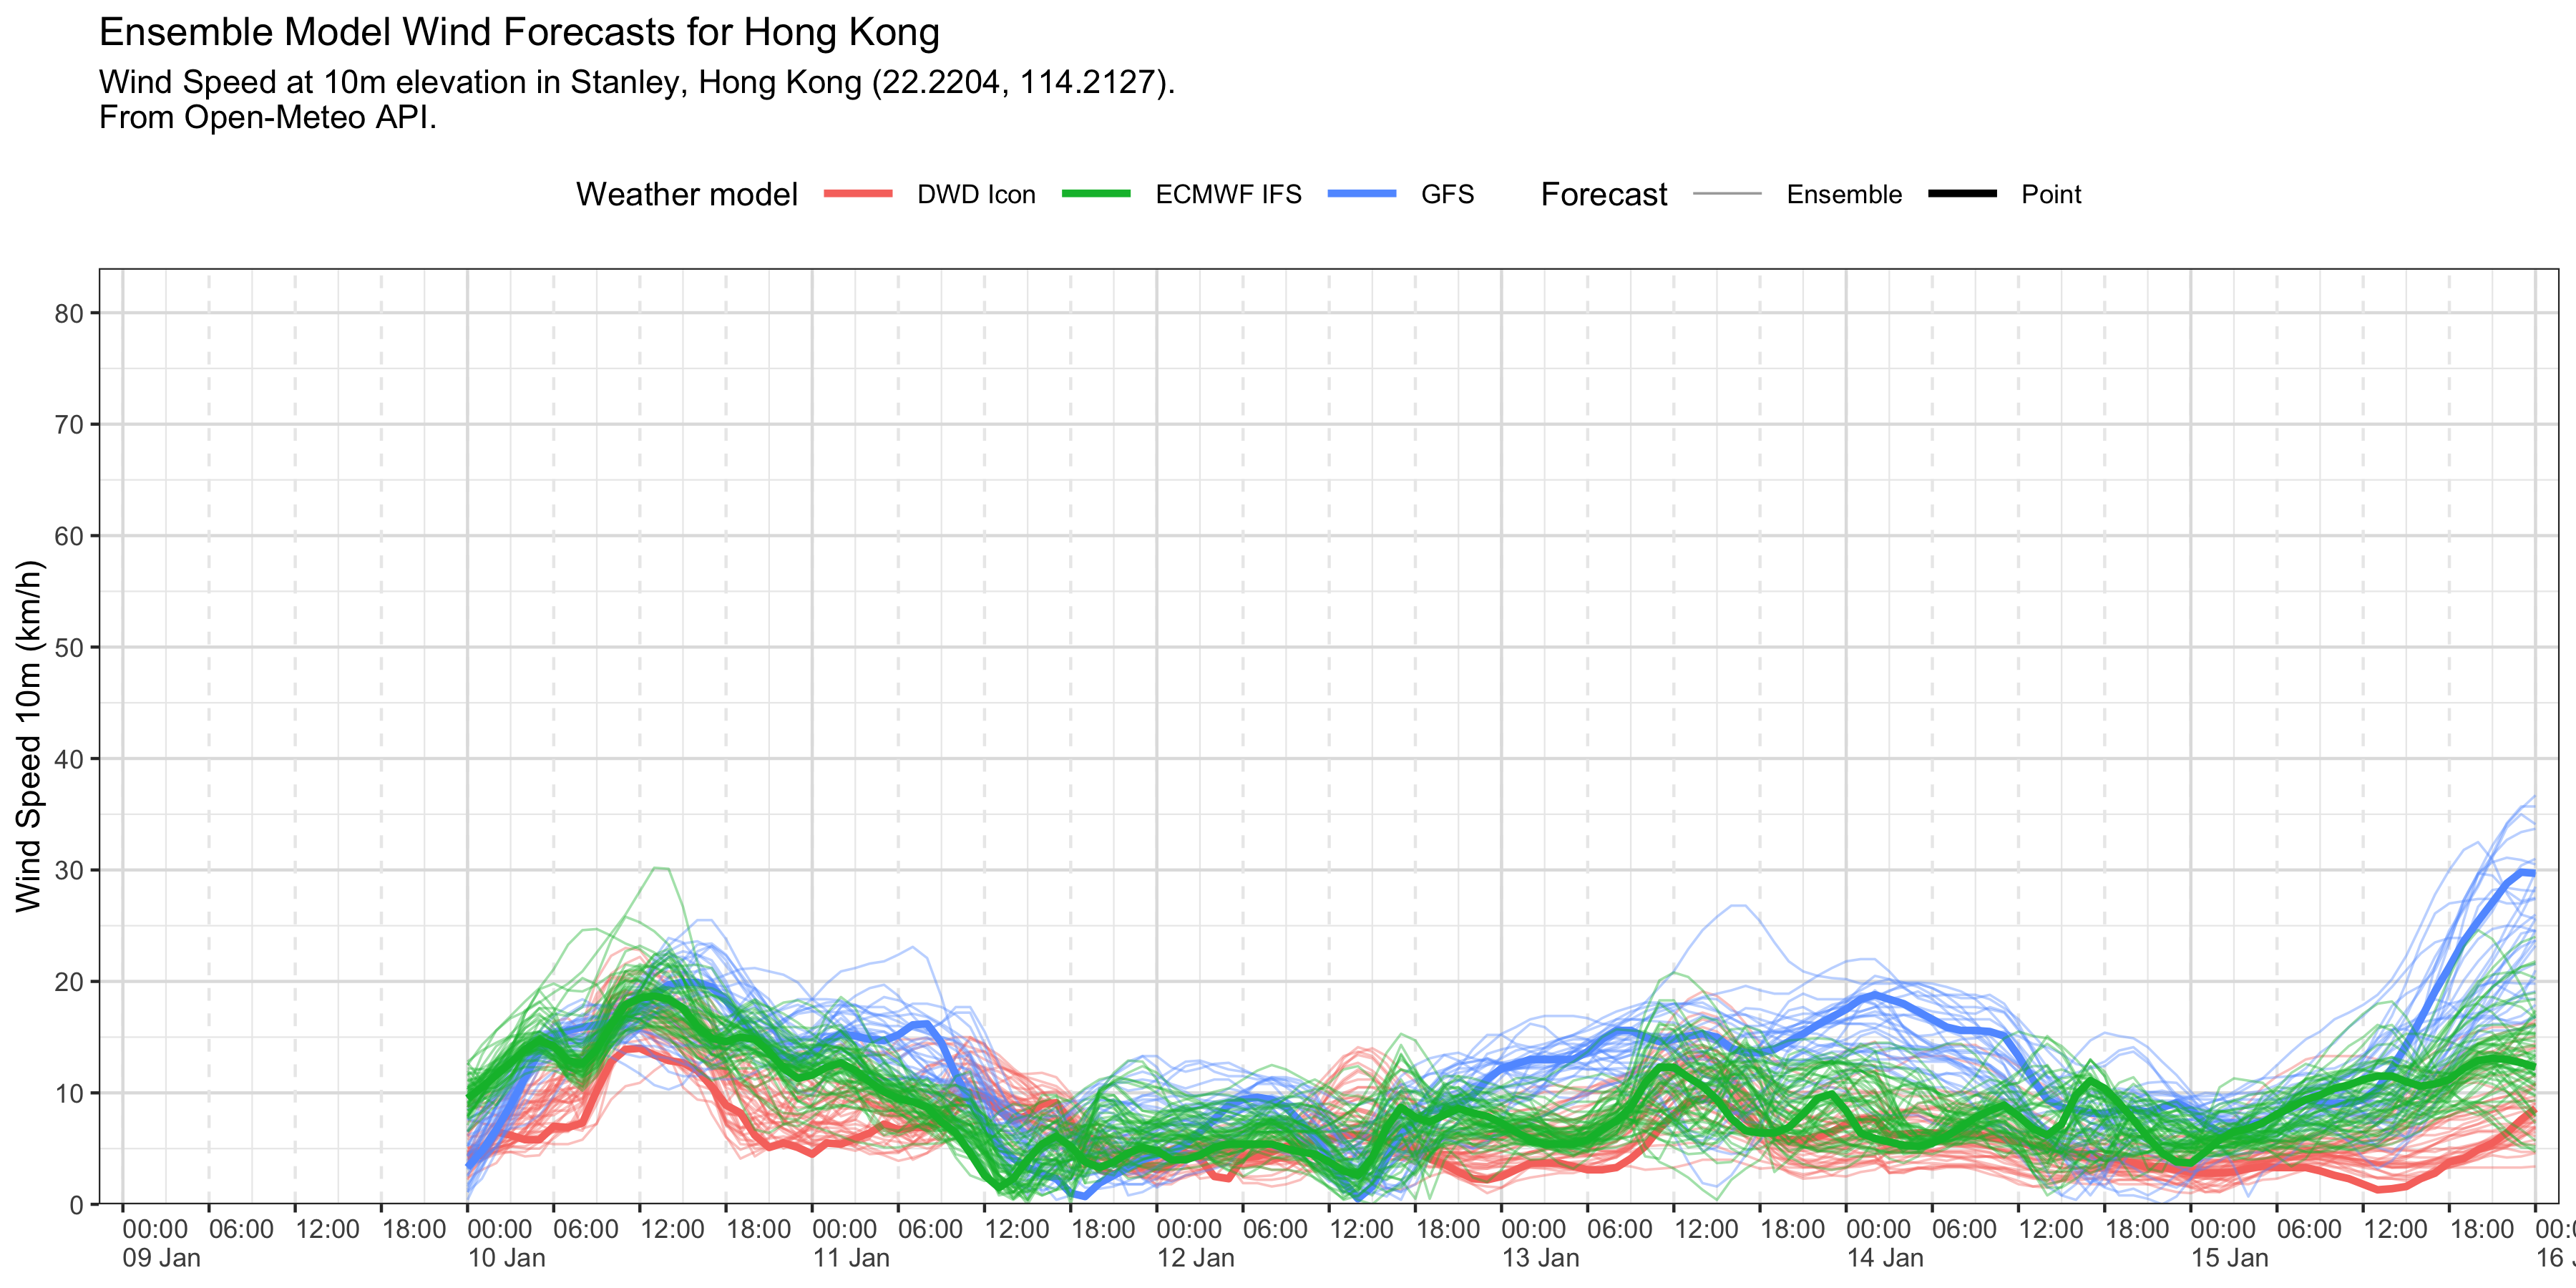 Ensemble Model Wind Forecasts for Hong Kong
Wind Speed at 10m elevation in Stanley, Hong Kong (22.2204, 114.2127).
From Open-Meteo API.
Weather model DWD Icon ECMWF IFS GFS Forecast Ensemble Point
Wind Speed 10m (km/h)
80
70
60
50
40
30
20
10
0
00:00 06:00 12:00 18:00 00:00 06:00 12:00 18:00 00:00 06:00 12:00 18:00 00:00 06:00 12:00 18:00 00:00 06:00 12:00 18:00 00:00 06:00 12:00 18:00 00:00 06:00 12:00 18:00
09 Jan 10 Jan 11 Jan 12 Jan 13 Jan 14 Jan 15 Jan 16